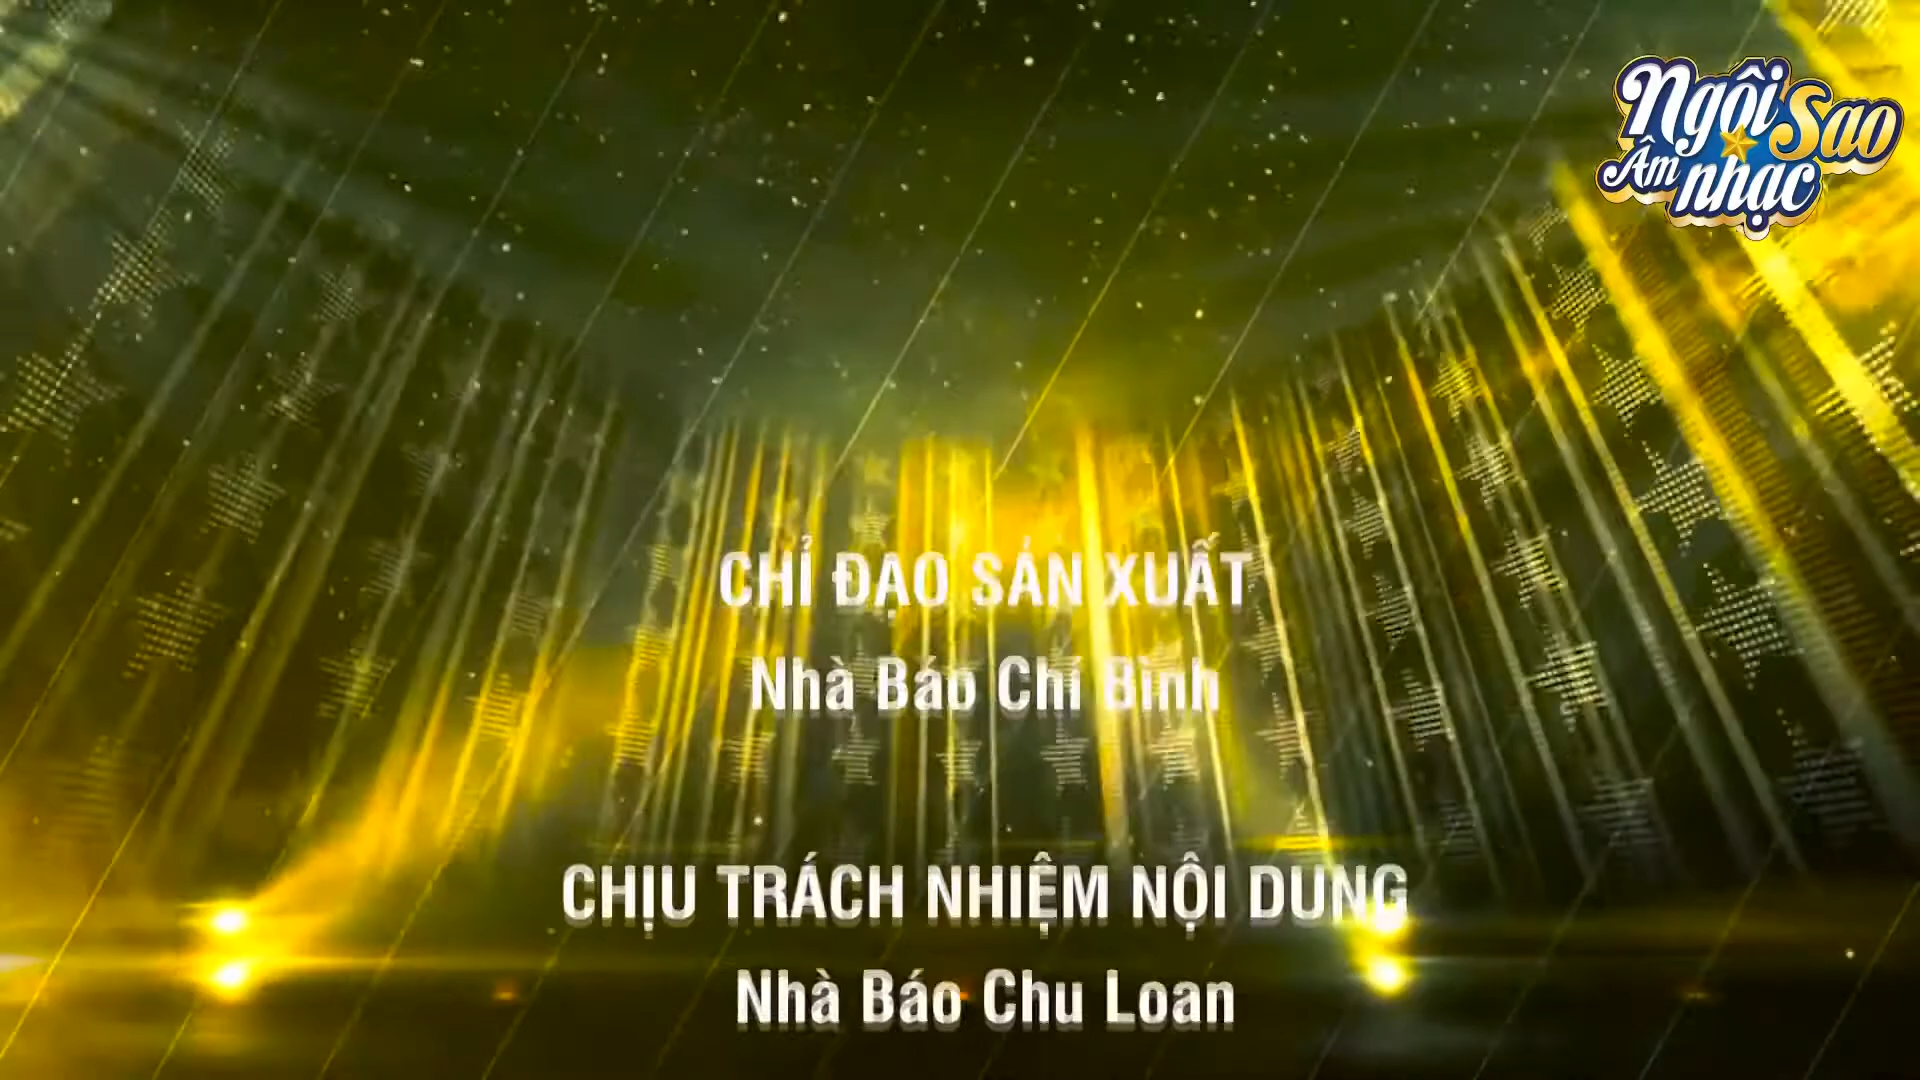 Ngôi Sao
Âm nhạc
CHỈ ĐẠO SẢN XUẤT
Nhà Báo Chí Bình
CHỊU TRÁCH NHIỆM NỘI DUNG
Nhà Báo Chu Loan